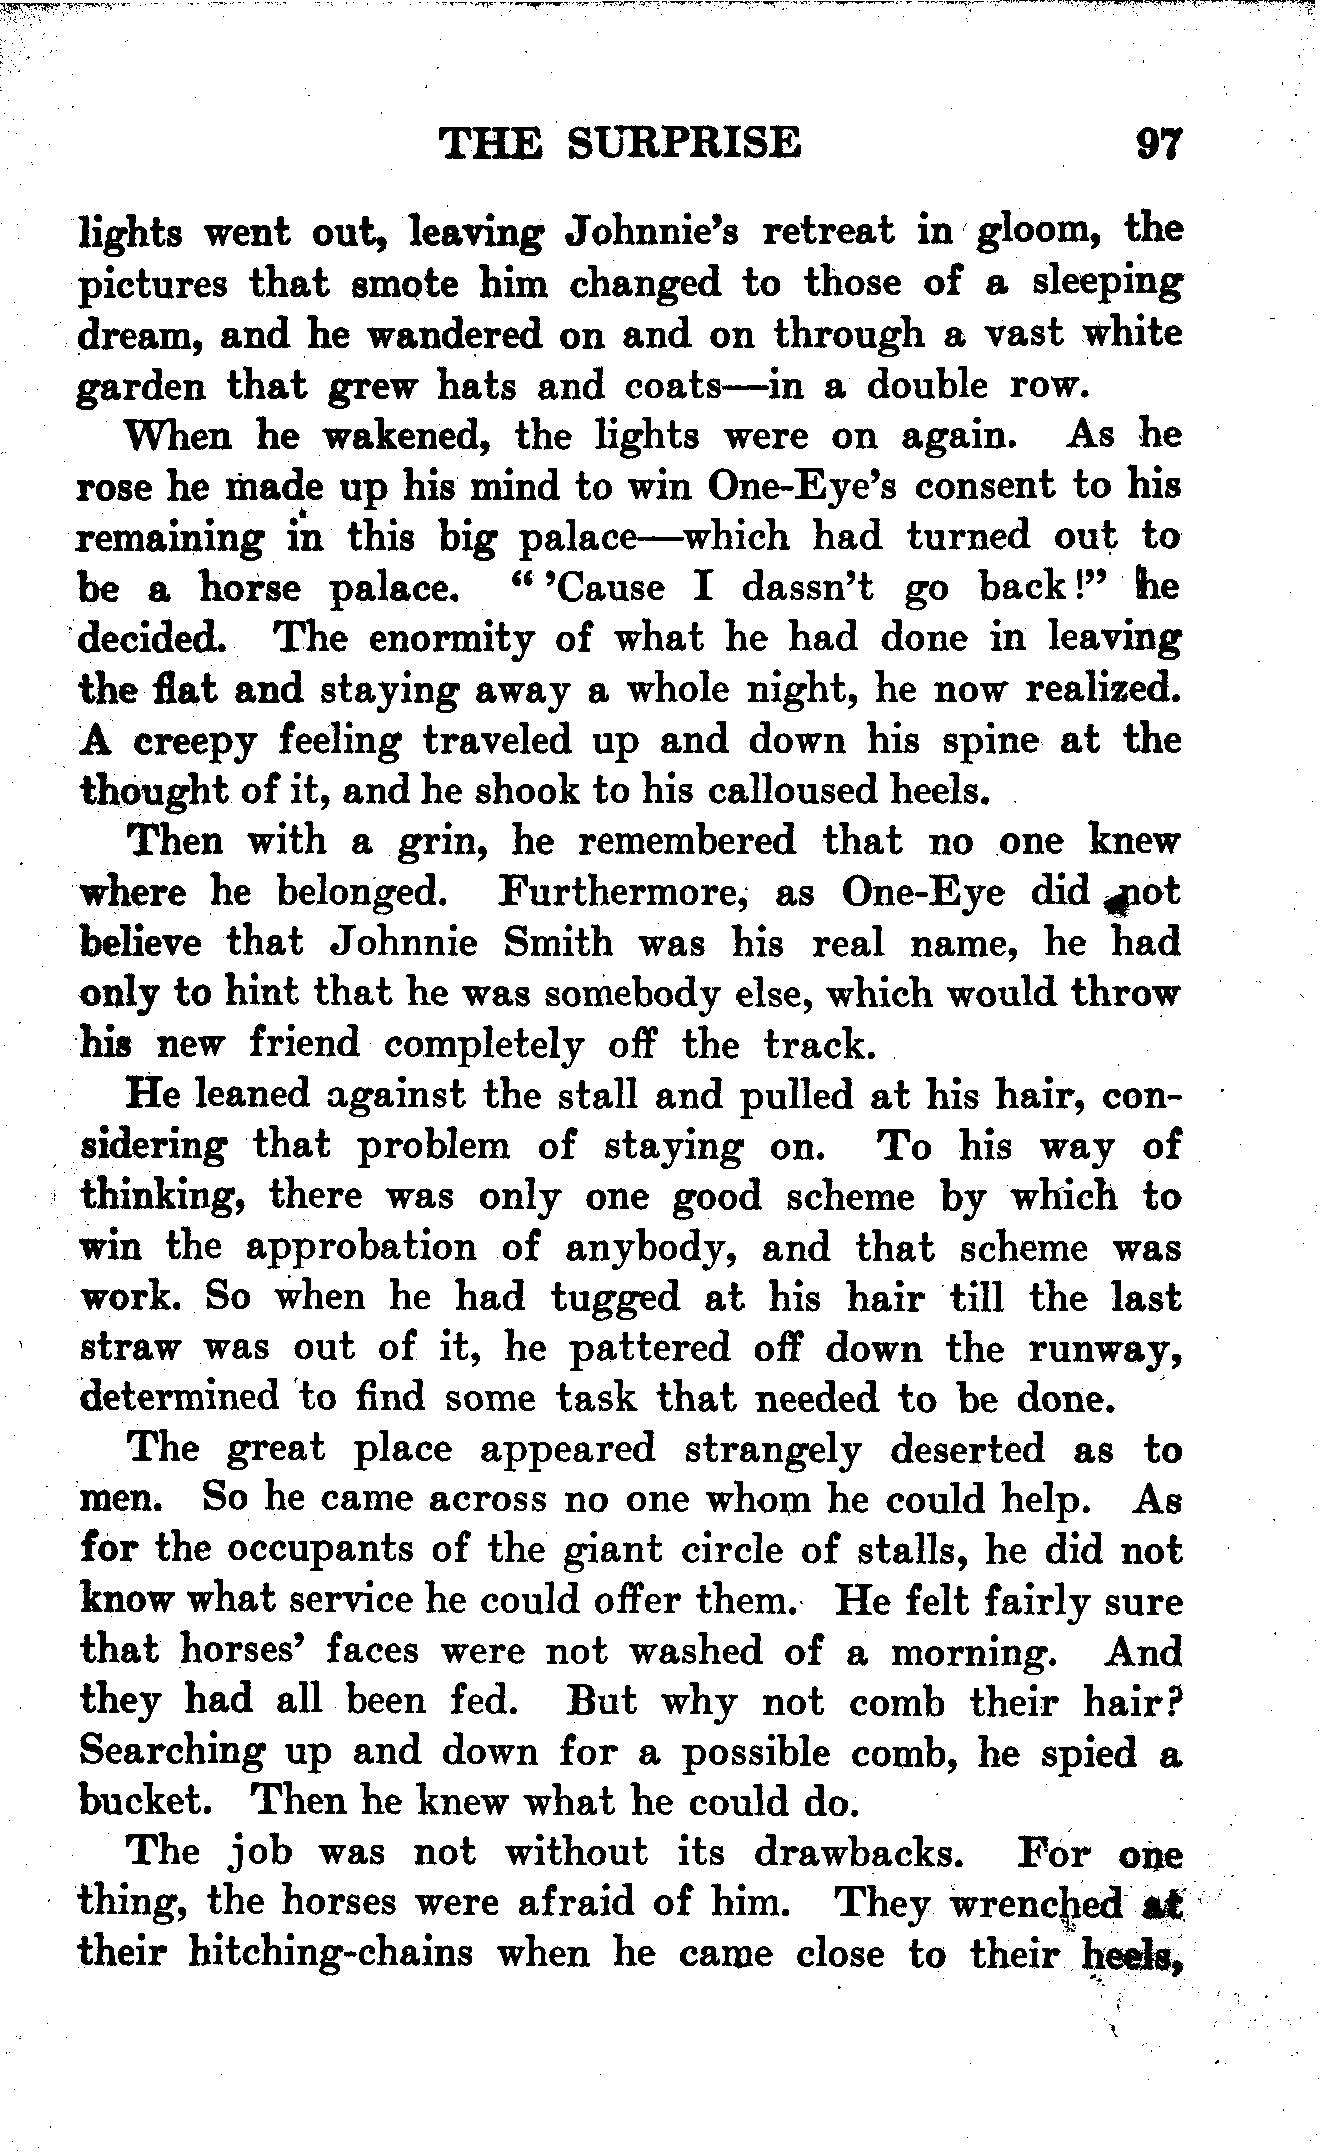 THE SURPRISE 97
lights went out, leaving Johnnie's retreat in gloom, the
pictures that smote him changed to those of a sleeping
dream, and he wandered on and on through a vast white
garden that grew hats and coats—in a double row.
When he wakened, the lights were on again. As he
rose he made up his mind to win One-Eye's consent to his
remaining in this big palace—which had turned out to
be a horse palace. "'Cause I dassn't go back!" he
decided. The enormity of what he had done in leaving
the flat and staying away a whole night, he now realized.
A creepy feeling traveled up and down his spine at the
thought of it, and he shook to his calloused heels.
Then with a grin, he remembered that no one knew
where he belonged. Furthermore, as One-Eye did not
believe that Johnnie Smith was his real name, he had
only to hint that he was somebody else, which would throw
his new friend completely off the track.
He leaned against the stall and pulled at his hair, con-
sidering that problem of staying on. To his way of
thinking, there was only one good scheme by which to
win the approbation of anybody, and that scheme was
work. So when he had tugged at his hair till the last
straw was out of it, he pattered off down the runway,
determined to find some task that needed to be done.
The great place appeared strangely deserted as to
men. So he came across no one whom he could help. As
for the occupants of the giant circle of stalls, he did not
know what service he could offer them. He felt fairly sure
that horses' faces were not washed of a morning. And
they had all been fed. But why not comb their hair?
Searching up and down for a possible comb, he spied a
bucket. Then he knew what he could do.
The job was not without its drawbacks. For one
thing, the horses were afraid of him. They wrenched at
their hitching-chains when he came close to their heels,